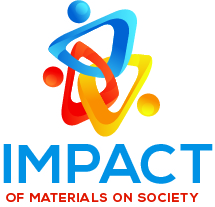 IMPACT
OF MATERIALS ON SOCIETY